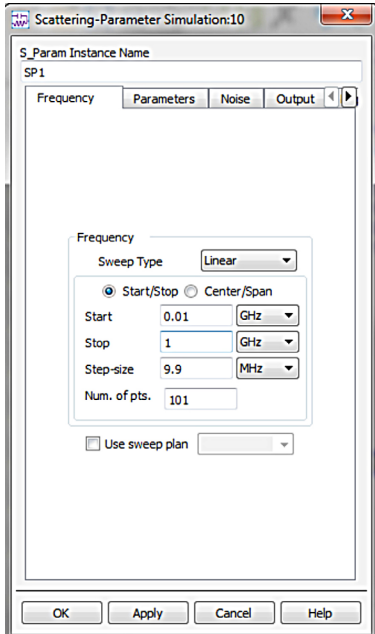 Scattering-Parameter Simulation:10
S_Param Instance Name
SP1
Frequency Parameters Noise Output
Frequency
Sweep Type Linear
Start/Stop Center/Span
Start 0.01 GHz
Stop 1 GHz
Step-size 9.9 MHz
Num. of pts. 101
Use sweep plan
OK Apply Cancel Help